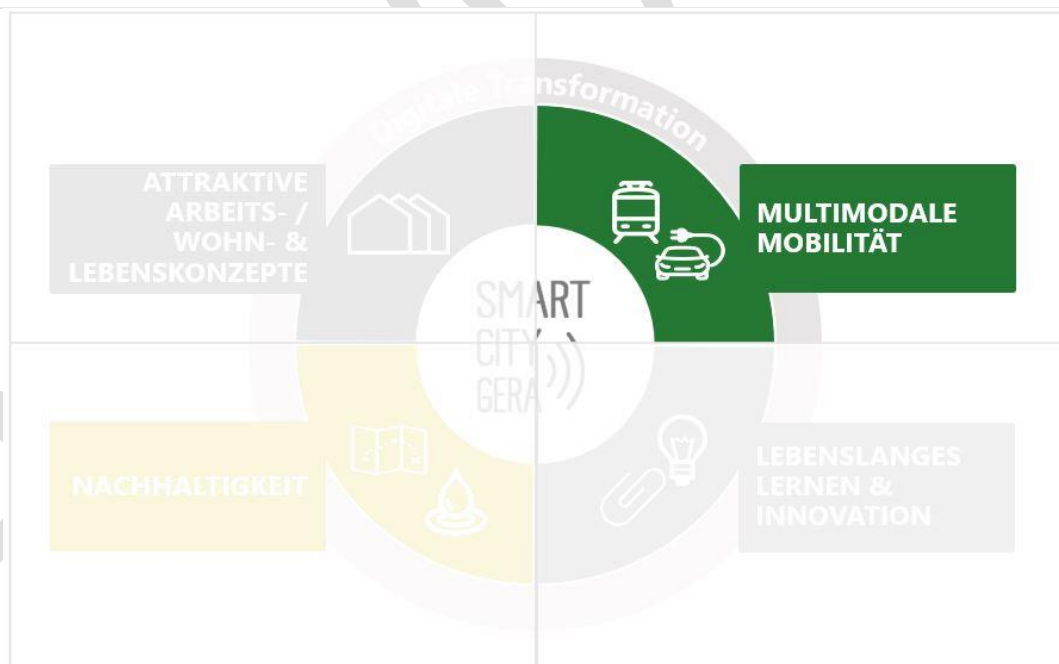 Digitale Transformation
ATTRAKTIVE
ARBEITS- /
WOHN- &
LEBENSKONZEPTE
MULTIMODALE
MOBILITÄT
SMART
CITY
GERA
NACHHALTIGKEIT
LEBENSLANGES
LERNEN &
INNOVATION